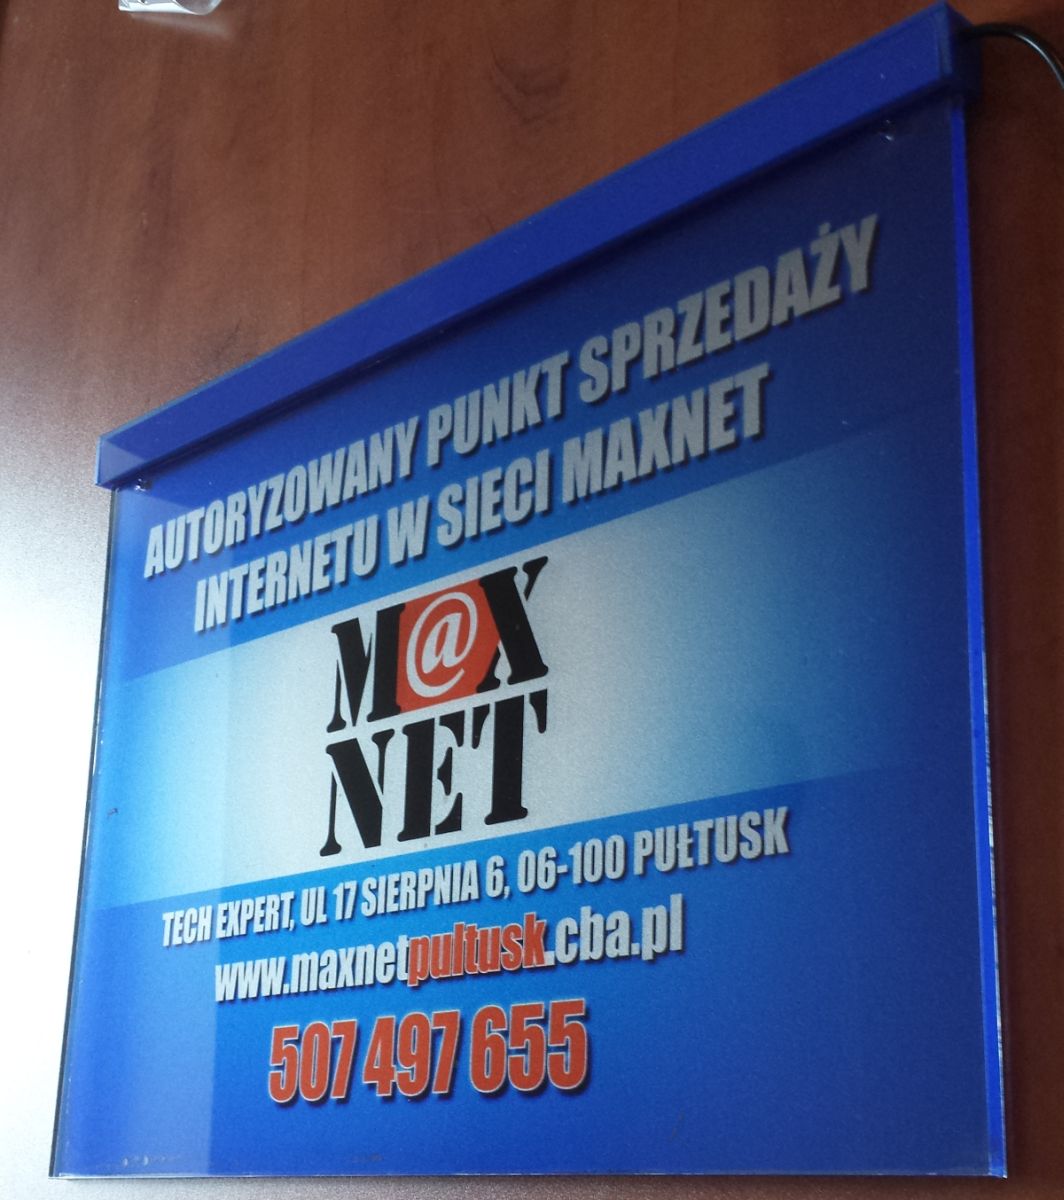 AUTORYZOWANY PUNKT SPRZEDAŻY
INTERNETU W SIECI MAXNET
M@X
NET
TECH EXPERT, UL 17 SIERPNIA 6, 06-100 PUŁTUSK
www.maxnetpultusk.cba.pl
507 497 655